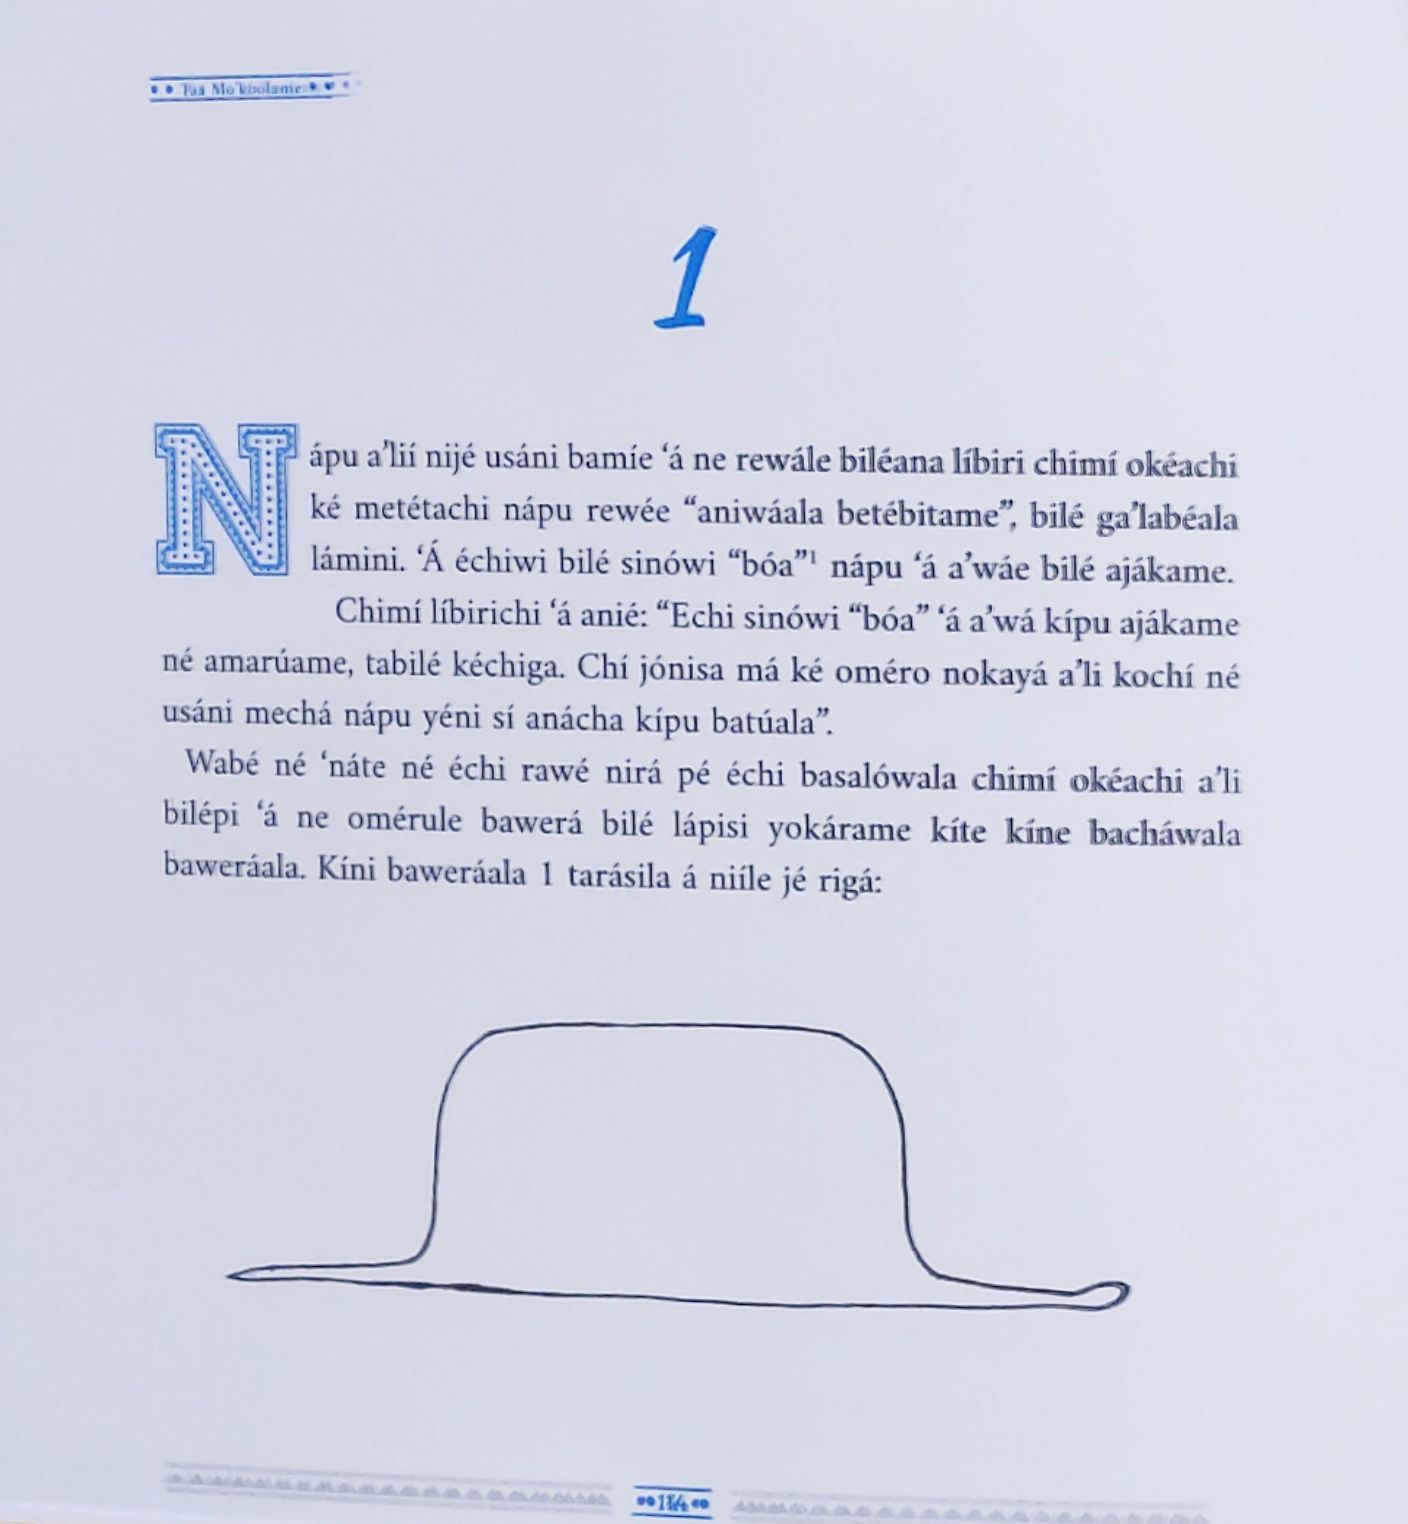 Taá
1
Nápu a’lií nijé usáni bamíe ‘á ne rewále biléana líbiri chimí okéachi
ké metétachi nápu rewée “aniwáala betébitame”, bilé ga’labéala
lámini. ‘Á échiwi bilé sinówi “bóa”¹ nápu ‘á a’wáe bilé ajákame.
Chimí líbirichi ‘á anié: “Echi sinówi “bóa” ‘á a’wá kípu ajákame
né amarúame, tabilé kéchiga. Chí jónisa má ké oméro nokayá a’li kochí né
usáni mechá nápu yéni sí anácha kípu batúala”.
Wabé né ‘náte né échi rawé nirá pé échi basalówala chimí okéachi a’li
bilépi ‘á ne omérule bawerá bilé lápisi yokárame kíte kíne bacháwala
baweráala. Kíni baweráala 1 tarásila á niíle jé rigá: